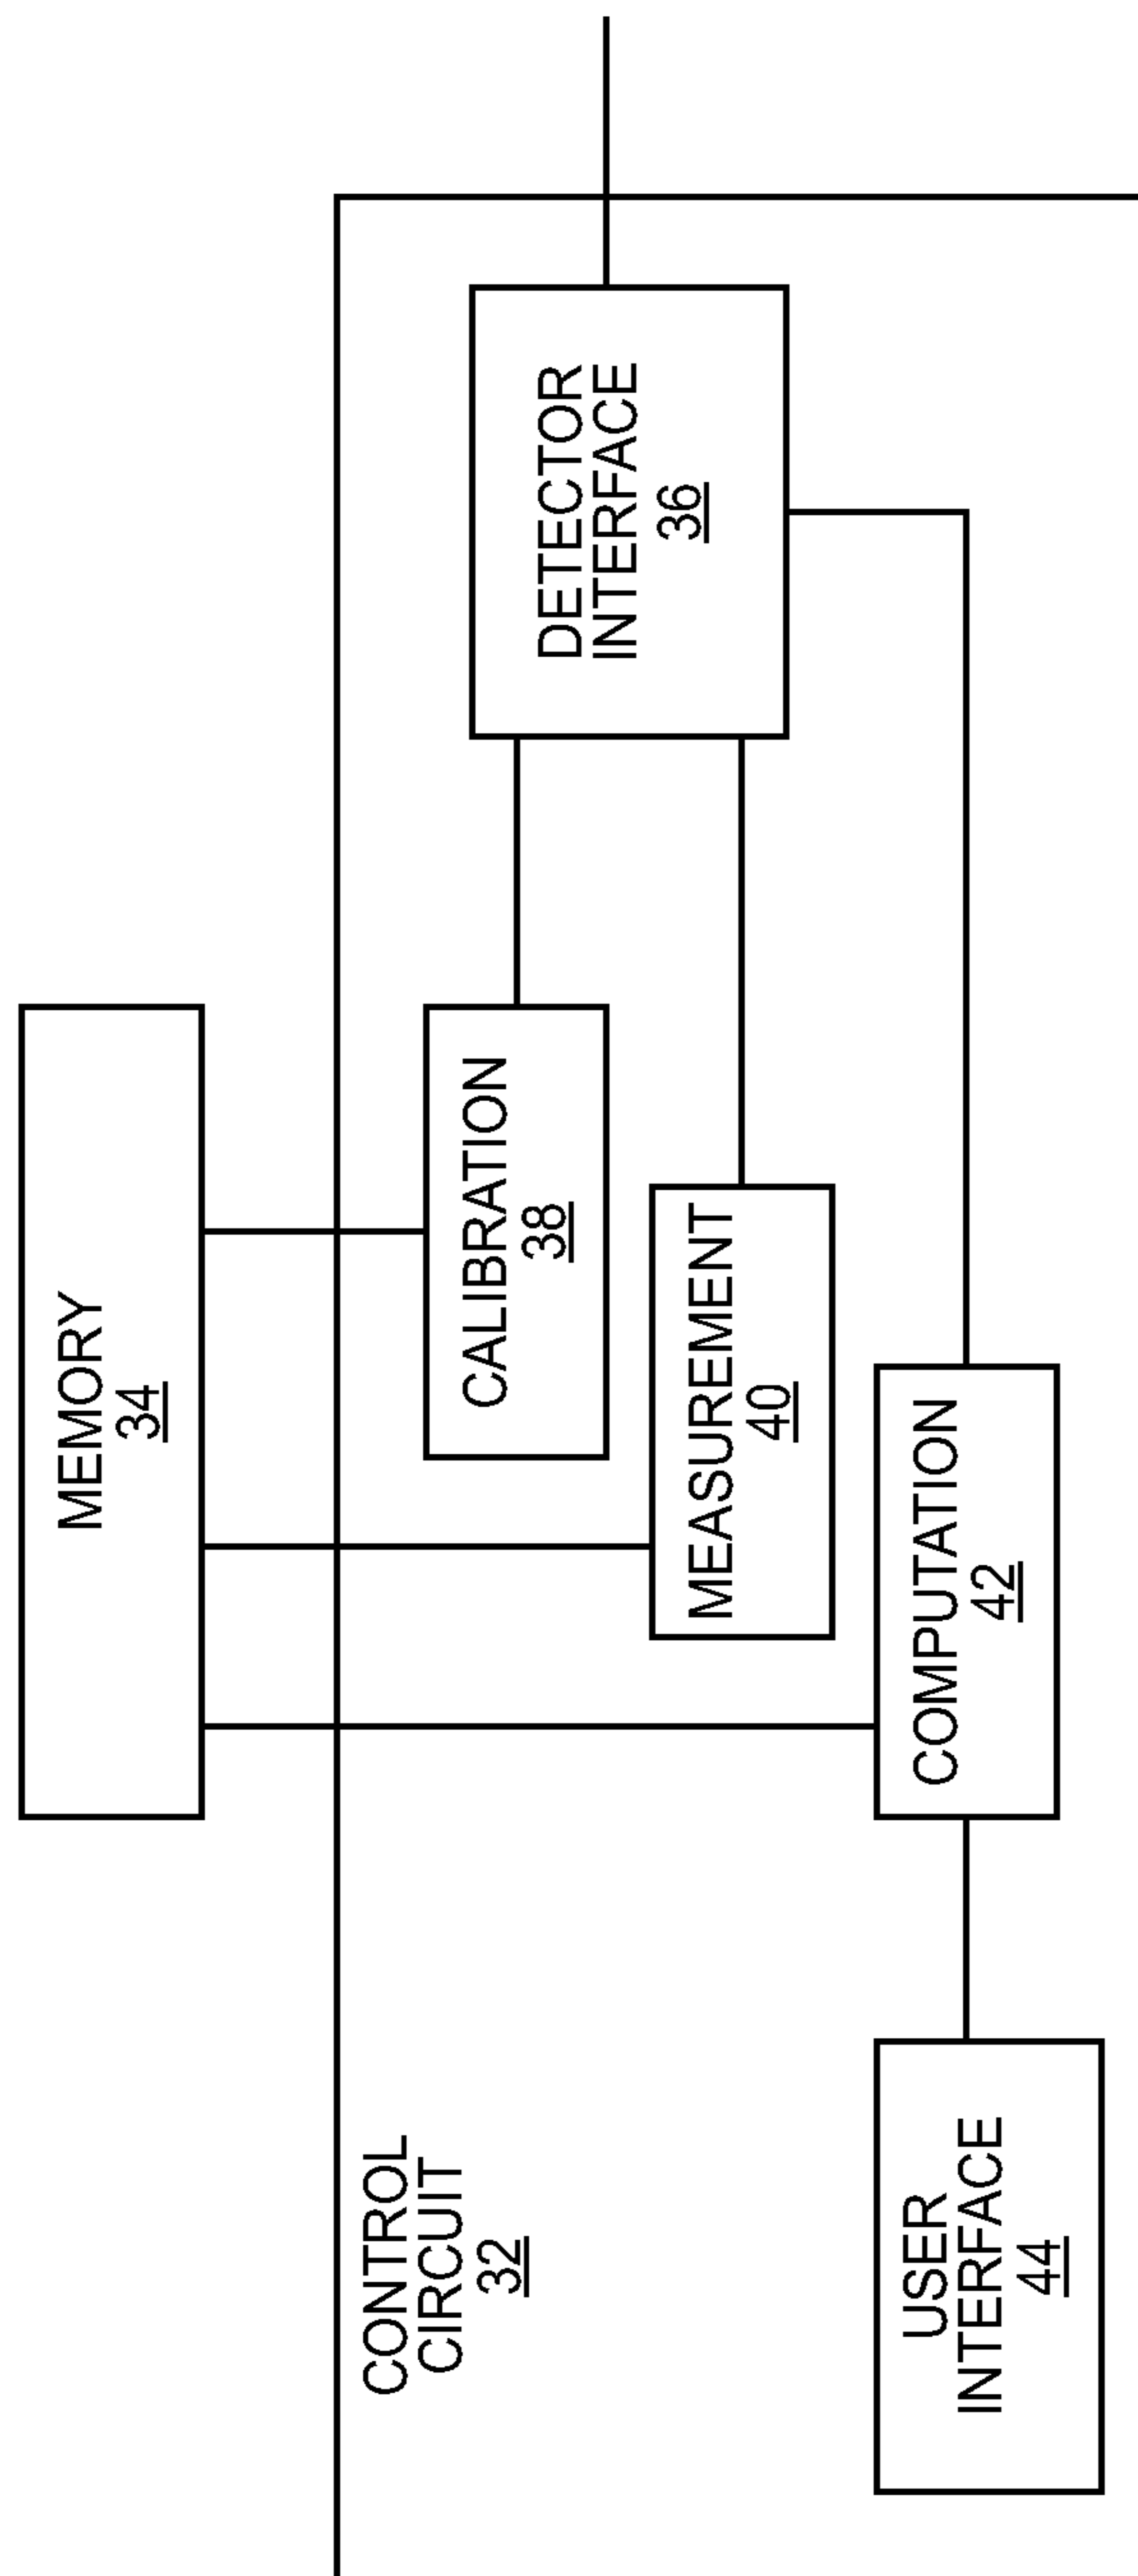 MEMORY
34
CONTROL
CIRCUIT
32
CALIBRATION
38
DETECTOR
INTERFACE
36
MEASUREMENT
40
USER
INTERFACE
44
COMPUTATION
42